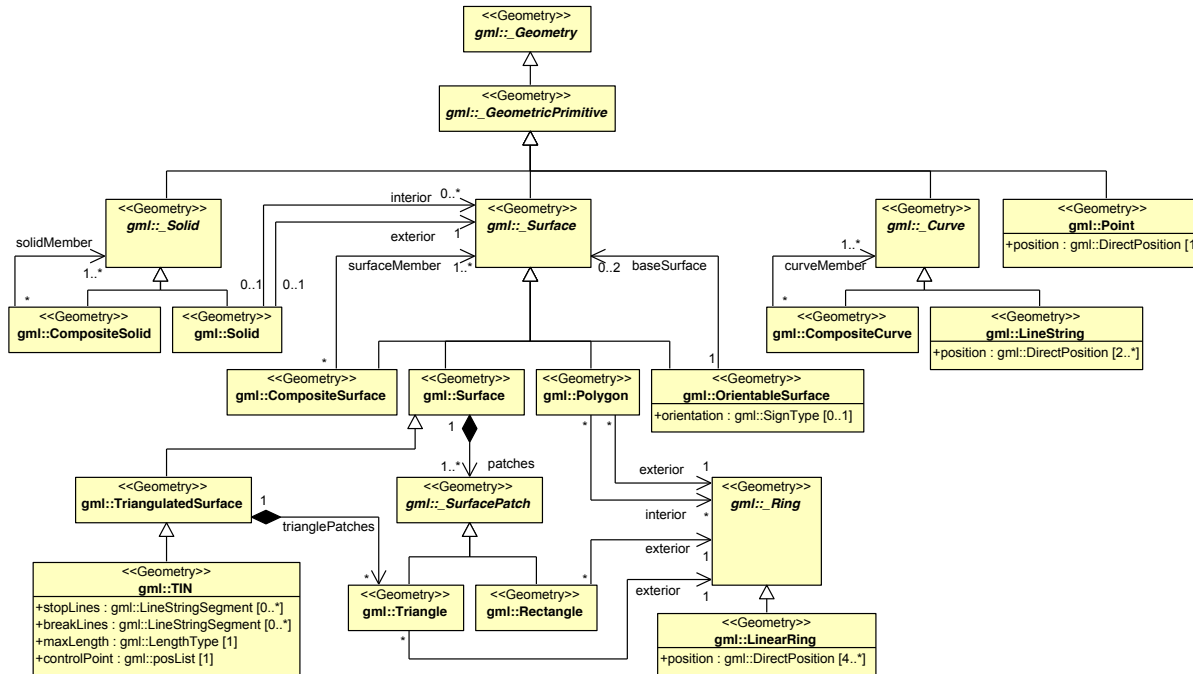 <<Geometry>>
gml::_Geometry
<<Geometry>>
gml::_GeometricPrimitive
<<Geometry>>
gml::_Solid
interior
0..*
<<Geometry>>
gml::_Surface
<<Geometry>>
gml::_Curve
<<Geometry>>
gml::Point
+position : gml::DirectPosition [1
solidMember
1..*
*
exterior
1
surfaceMember
1..*
0..2
baseSurface
1..*
curveMember
*
0..1
0..1
<<Geometry>>
gml::CompositeSolid
<<Geometry>>
gml::Solid
<<Geometry>>
gml::CompositeCurve
<<Geometry>>
gml::LineString
+position : gml::DirectPosition [2..*]
*
1
<<Geometry>>
gml::CompositeSurface
<<Geometry>>
gml::Surface
<<Geometry>>
gml::Polygon
<<Geometry>>
gml::OrientableSurface
+orientation : gml::SignType [0..1]
1
*
*
1..*
patches
exterior
1
<<Geometry>>
gml::TriangulatedSurface
1
trianglePatches
*
<<Geometry>>
gml::_SurfacePatch
interior
*
<<Geometry>>
gml::_Ring
exterior
1
*
exterior
1
<<Geometry>>
gml::TIN
+stopLines : gml::LineStringSegment [0..*]
+breakLines : gml::LineStringSegment [0..*]
+maxLength : gml::LengthType [1]
+controlPoint : gml::posList [1]
<<Geometry>>
gml::Triangle
*
<<Geometry>>
gml::Rectangle
<<Geometry>>
gml::LinearRing
+position : gml::DirectPosition [4..*]